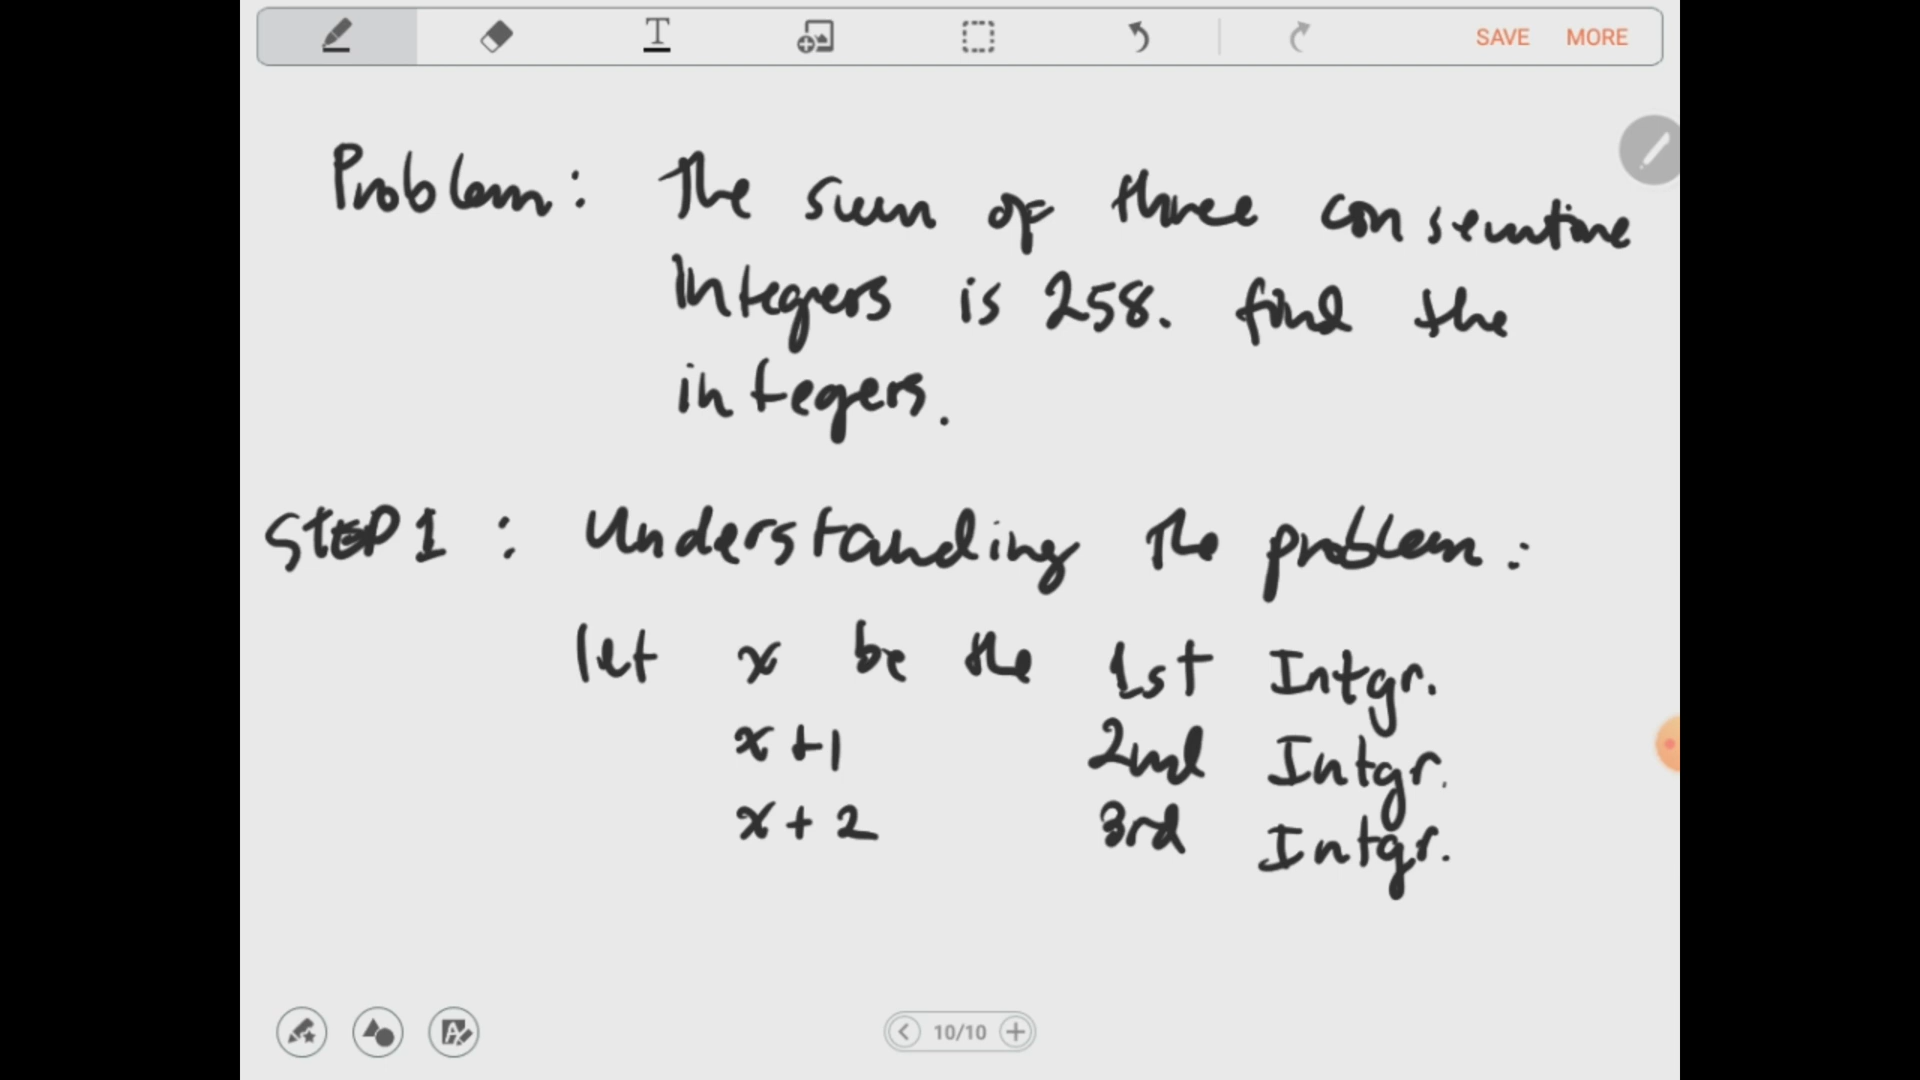 SAVE MORE
Problem: The sum of three consecutive
Integers is 258. find the
integers.
STEP 1 : Understanding The problem:
let x be the 1st Intgr.
x+1 2nd Intgr.
x+2 3rd Intgr.
10/10